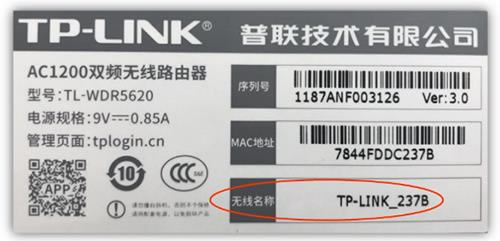 TP-LINK® 普联技术有限公司
AC1200双频无线路由器
型号:TL-WDR5620
电源规格:9V⎓0.85A
管理页面:tplogin.cn
APP
10
CCC
序列号
1187ANF003126 Ver:3.0
MAC地址
7844FDDC237B
无线名称 TP-LINK_237B